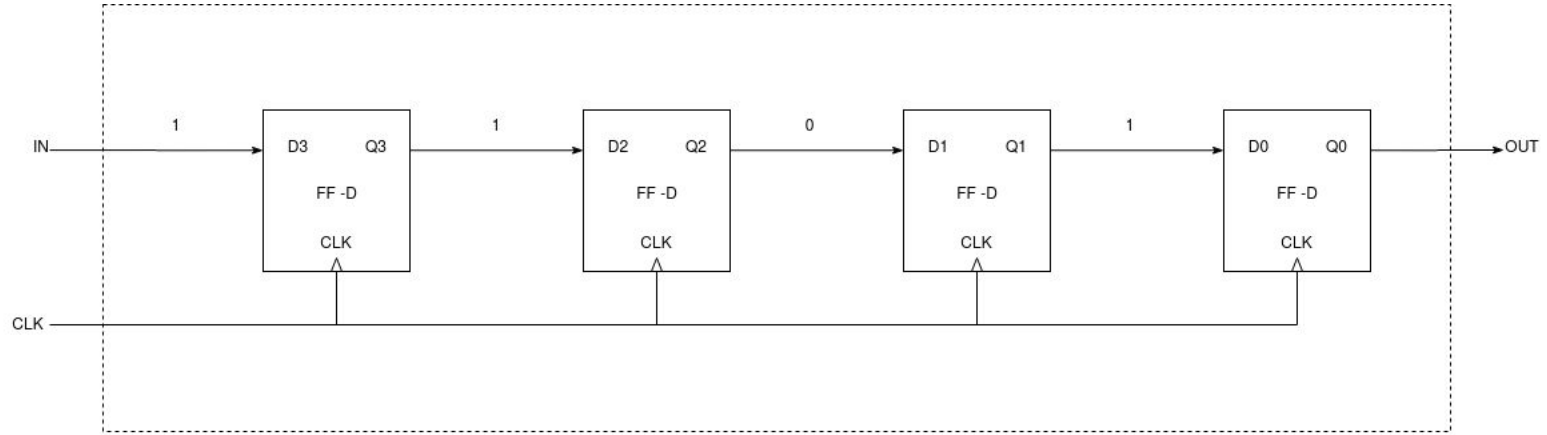 1 1 0 1
IN D3 Q3 D2 Q2 D1 Q1 D0 Q0 OUT
FF -D FF -D FF -D FF -D
CLK CLK CLK CLK
CLK